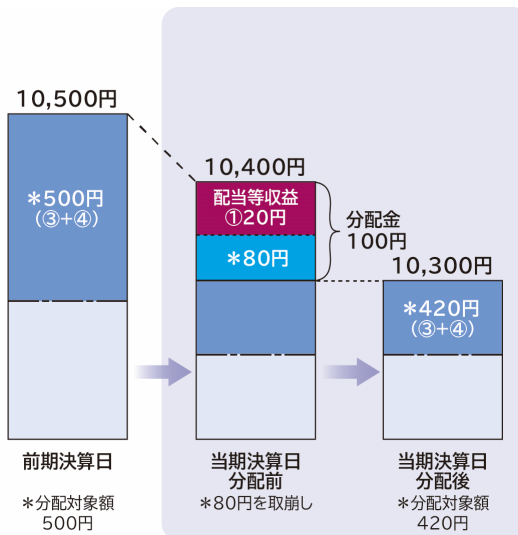 10,500円
*500円
(③+④)
前期決算日
*分配対象額
500円
10,400円
配当等収益
①20円
*80円
分配金
100円
当期決算日
分配前
*80円を取崩し
10,300円
*420円
(③+④)
当期決算日
分配後
*分配対象額
420円